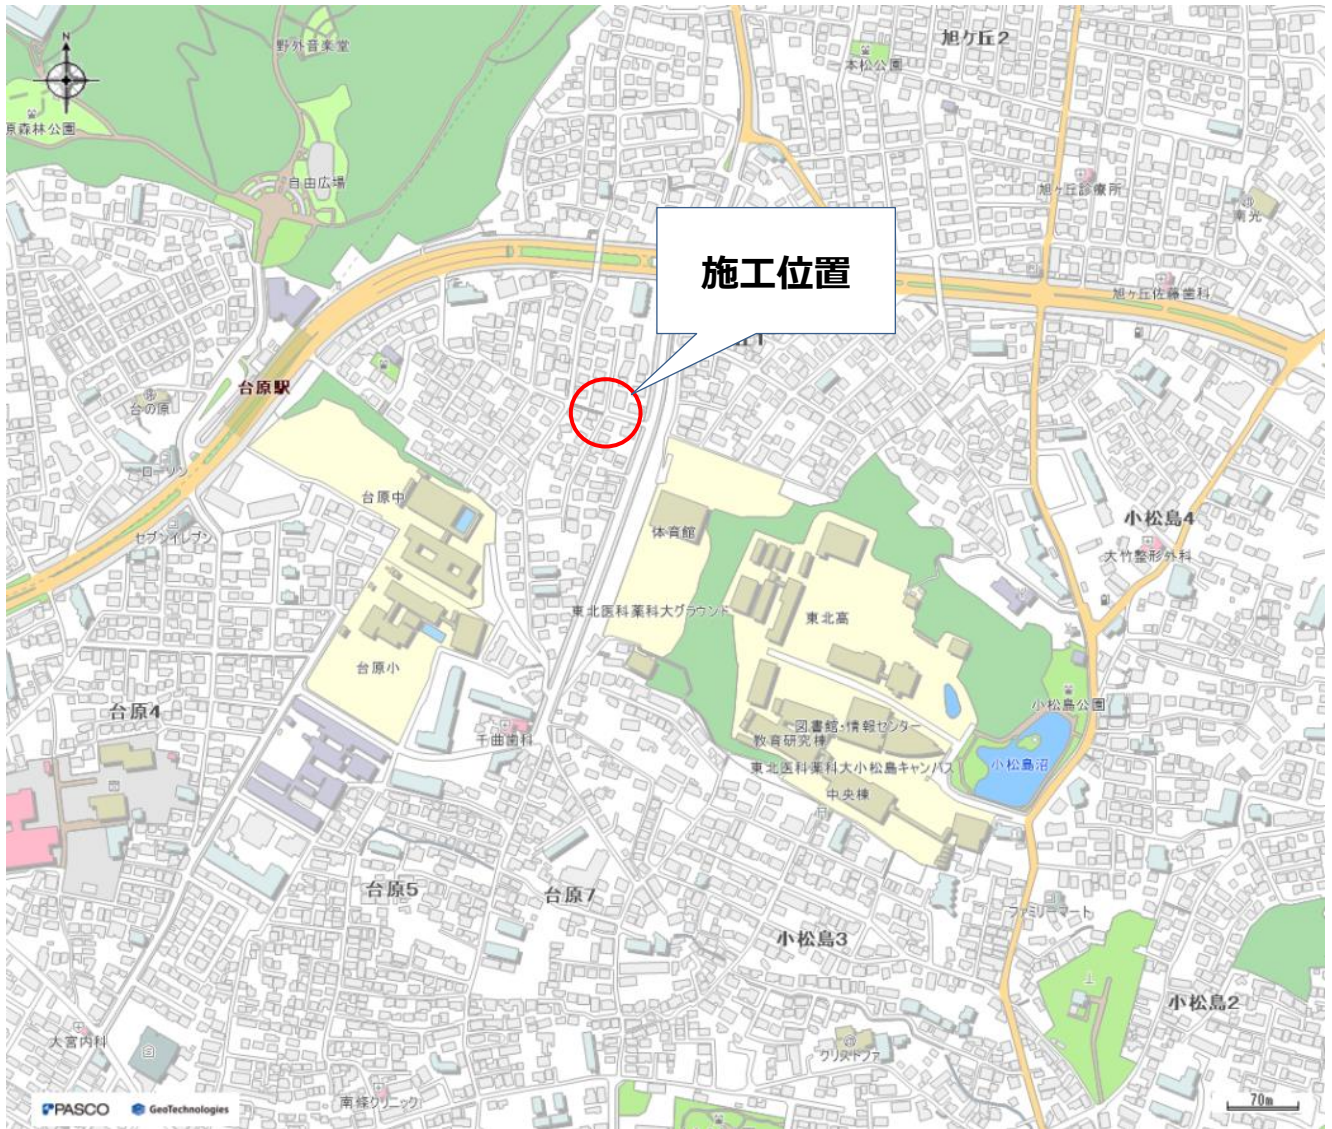 N
野外音楽堂
旭ケ丘2
本松公園
原森林公園
自由広場
旭ヶ丘診療所
南光
施工位置
旭ヶ丘佐藤歯科
台原駅
台の原
ローソン
台原中
セブンイレブン
体育館
小松島4
大竹整形外科
東北医科薬科大グラウンド
東北高
台原小
小松島公園
台原4
千曲歯科
図書館・情報センター
教育研究棟
小松島沼
東北医科薬科大小松島キャンパス
中央棟
台原5
台原7
ファミリーマート
小松島3
小松島2
大宮内科
クリストファ
南條クリニック
PASCO
GeoTechnologies
70m